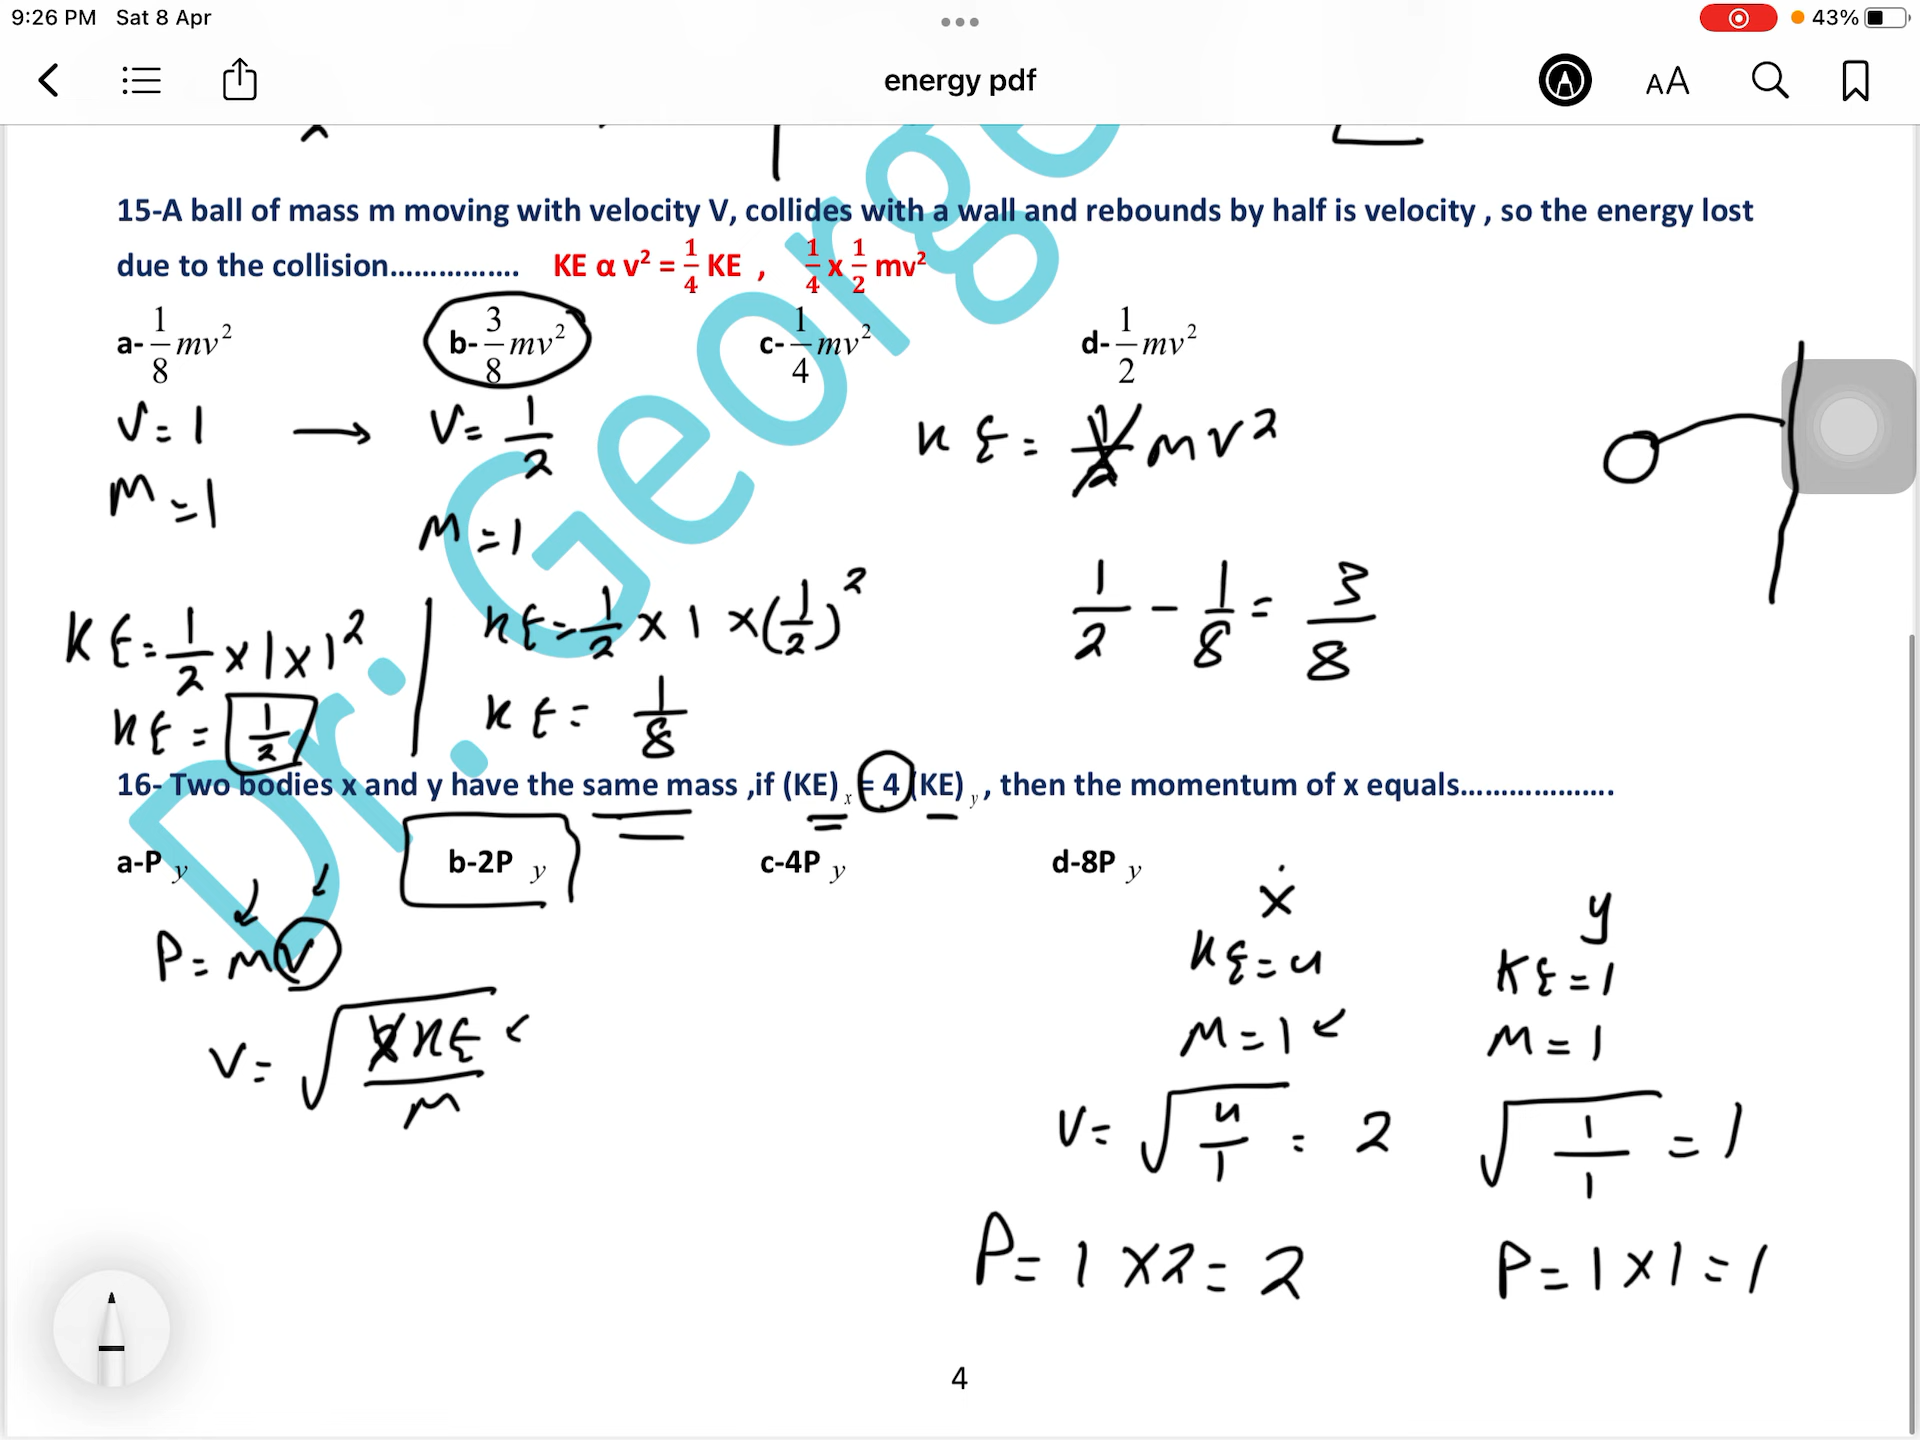 9:26 PM Sat 8 Apr
43%
energy pdf
AA
15-A ball of mass m moving with velocity V, collides with a wall and rebounds by half is velocity , so the energy lost
due to the collision................ KE α v² = 1/4 KE , 1/4 x 1/2 mv²
a- 1/8 mv² b- 3/8 mv² c- 1/4 mv² d- 1/2 mv²
V = 1 → V = 1/2 KE = 1/2 mv²
M = 1 M = 1
1/2 - 1/8 = 3/8
KE = 1/2 x 1 x 1² KE = 1/2 x 1 x (1/2)²
KE = 1/2 KE = 1/8
16- Two bodies x and y have the same mass ,if (KE) x = 4 (KE) y , then the momentum of x equals...................
a-P y b-2P y c-4P y d-8P y
x y
P = mv KE = 4 KE = 1
V = √(2KE/M) M = 1 M = 1
V = √(4/1) = 2 √(1/1) = 1
P = 1 x 2 = 2 P = 1 x 1 = 1
4
Dr. George